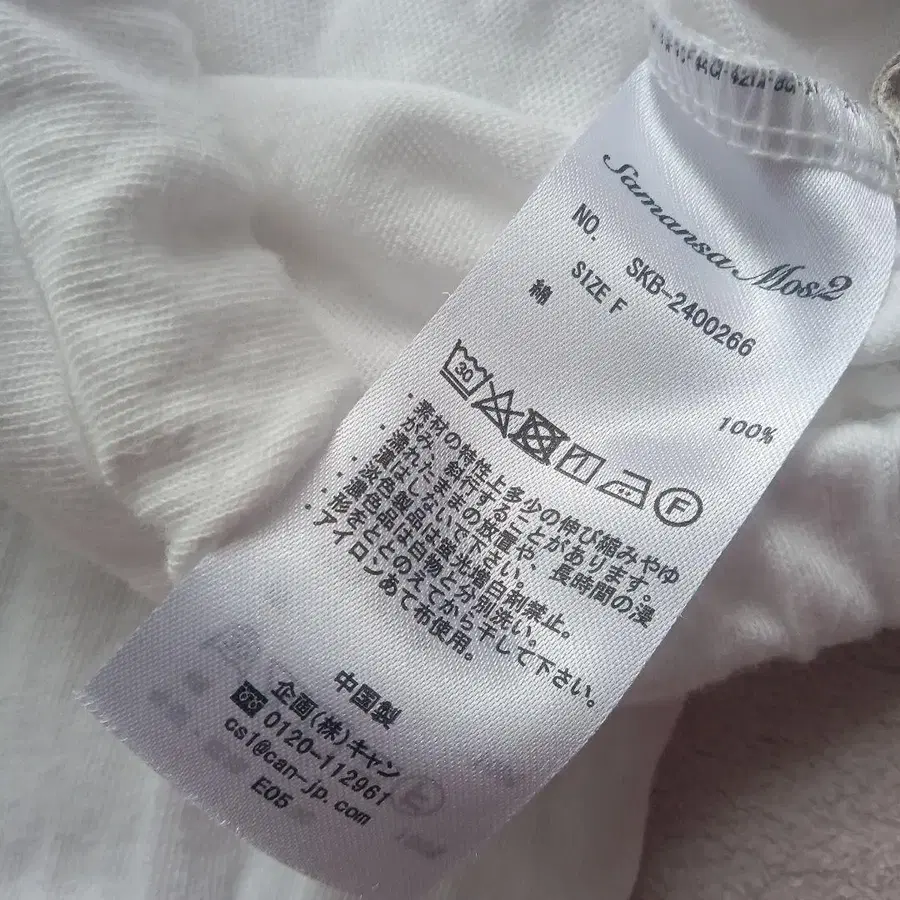 Samansa Mos2
NO. SKB-2400266
SIZE F
綿 100%
30
F
・素材の特性上多少の伸び縮みやゆ
がみ、斜行することがあります。
・濡れたままの放置や、長時間の浸
漬はしないで下さい。
・淡色製品は蛍光増白剤禁止。
・濃色品は白物と分別洗い。
・形をととのえてから干して下さい。
・アイロンあて布使用。
中国製
企画(株)キャン
0120-112961
cs1@can-jp.com
E05